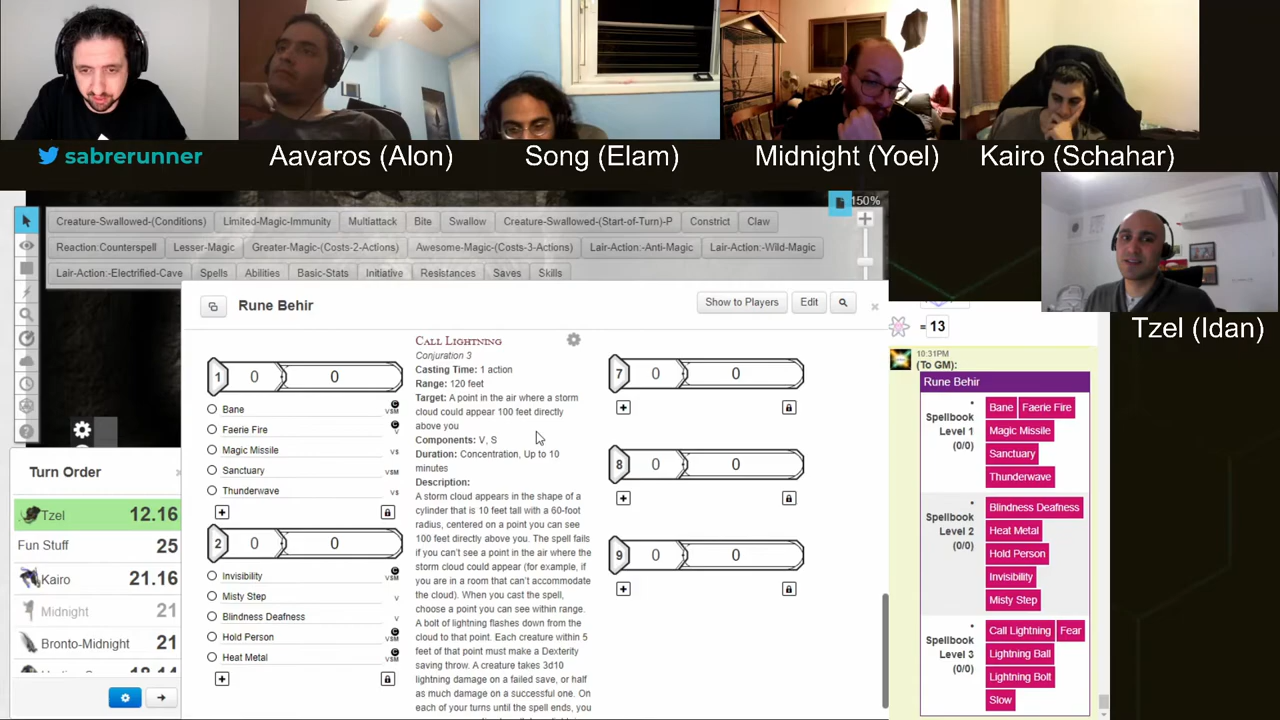 sabrerunner
Aavaros (Alon)
Song (Elam)
Midnight (Yoel)
Kairo (Schahar)
Tzel (Idan)
150%
Creature-Swallowed-(Conditions)
Limited-Magic-Immunity
Multiattack
Bite
Swallow
Creature-Swallowed-(Start-of-Turn)-P
Constrict
Claw
Reaction:Counterspell
Lesser-Magic
Greater-Magic-(Costs-2-Actions)
Awesome-Magic-(Costs-3-Actions)
Lair-Action:-Anti-Magic
Lair-Action:-Wild-Magic
Lair-Action:-Electrified-Cave
Spells
Abilities
Basic-Stats
Initiative
Resistances
Saves
Skills
Rune Behir
Show to Players
Edit
1 0 0
Bane C VSM
Faerie Fire C V
Magic Missile VS
Sanctuary VSM
Thunderwave VS
2 0 0
Invisibility C VSM
Misty Step V
Blindness Deafness V
Hold Person C VSM
Heat Metal C VSM
Call Lightning
Conjuration 3
Casting Time: 1 action
Range: 120 feet
Target: A point in the air where a storm
cloud could appear 100 feet directly
above you
Components: V, S
Duration: Concentration, Up to 10
minutes
Description:
A storm cloud appears in the shape of a
cylinder that is 10 feet tall with a 60-foot
radius, centered on a point you can see
100 feet directly above you. The spell fails
if you can't see a point in the air where the
storm cloud could appear (for example, if
you are in a room that can't accommodate
the cloud). When you cast the spell,
choose a point you can see within range.
A bolt of lightning flashes down from the
cloud to that point. Each creature within 5
feet of that point must make a Dexterity
saving throw. A creature takes 3d10
lightning damage on a failed save, or half
as much damage on a successful one. On
each of your turns until the spell ends, you
7 0 0
8 0 0
9 0 0
Turn Order
Tzel 12.16
Fun Stuff 25
Kairo 21.16
Midnight 21
Bronto-Midnight 21
= 13
10:31PM
(To GM):
Rune Behir
Spellbook
Level 1
(0/0)
Bane
Faerie Fire
Magic Missile
Sanctuary
Thunderwave
Spellbook
Level 2
(0/0)
Blindness Deafness
Heat Metal
Hold Person
Invisibility
Misty Step
Spellbook
Level 3
(0/0)
Call Lightning
Fear
Lightning Ball
Lightning Bolt
Slow